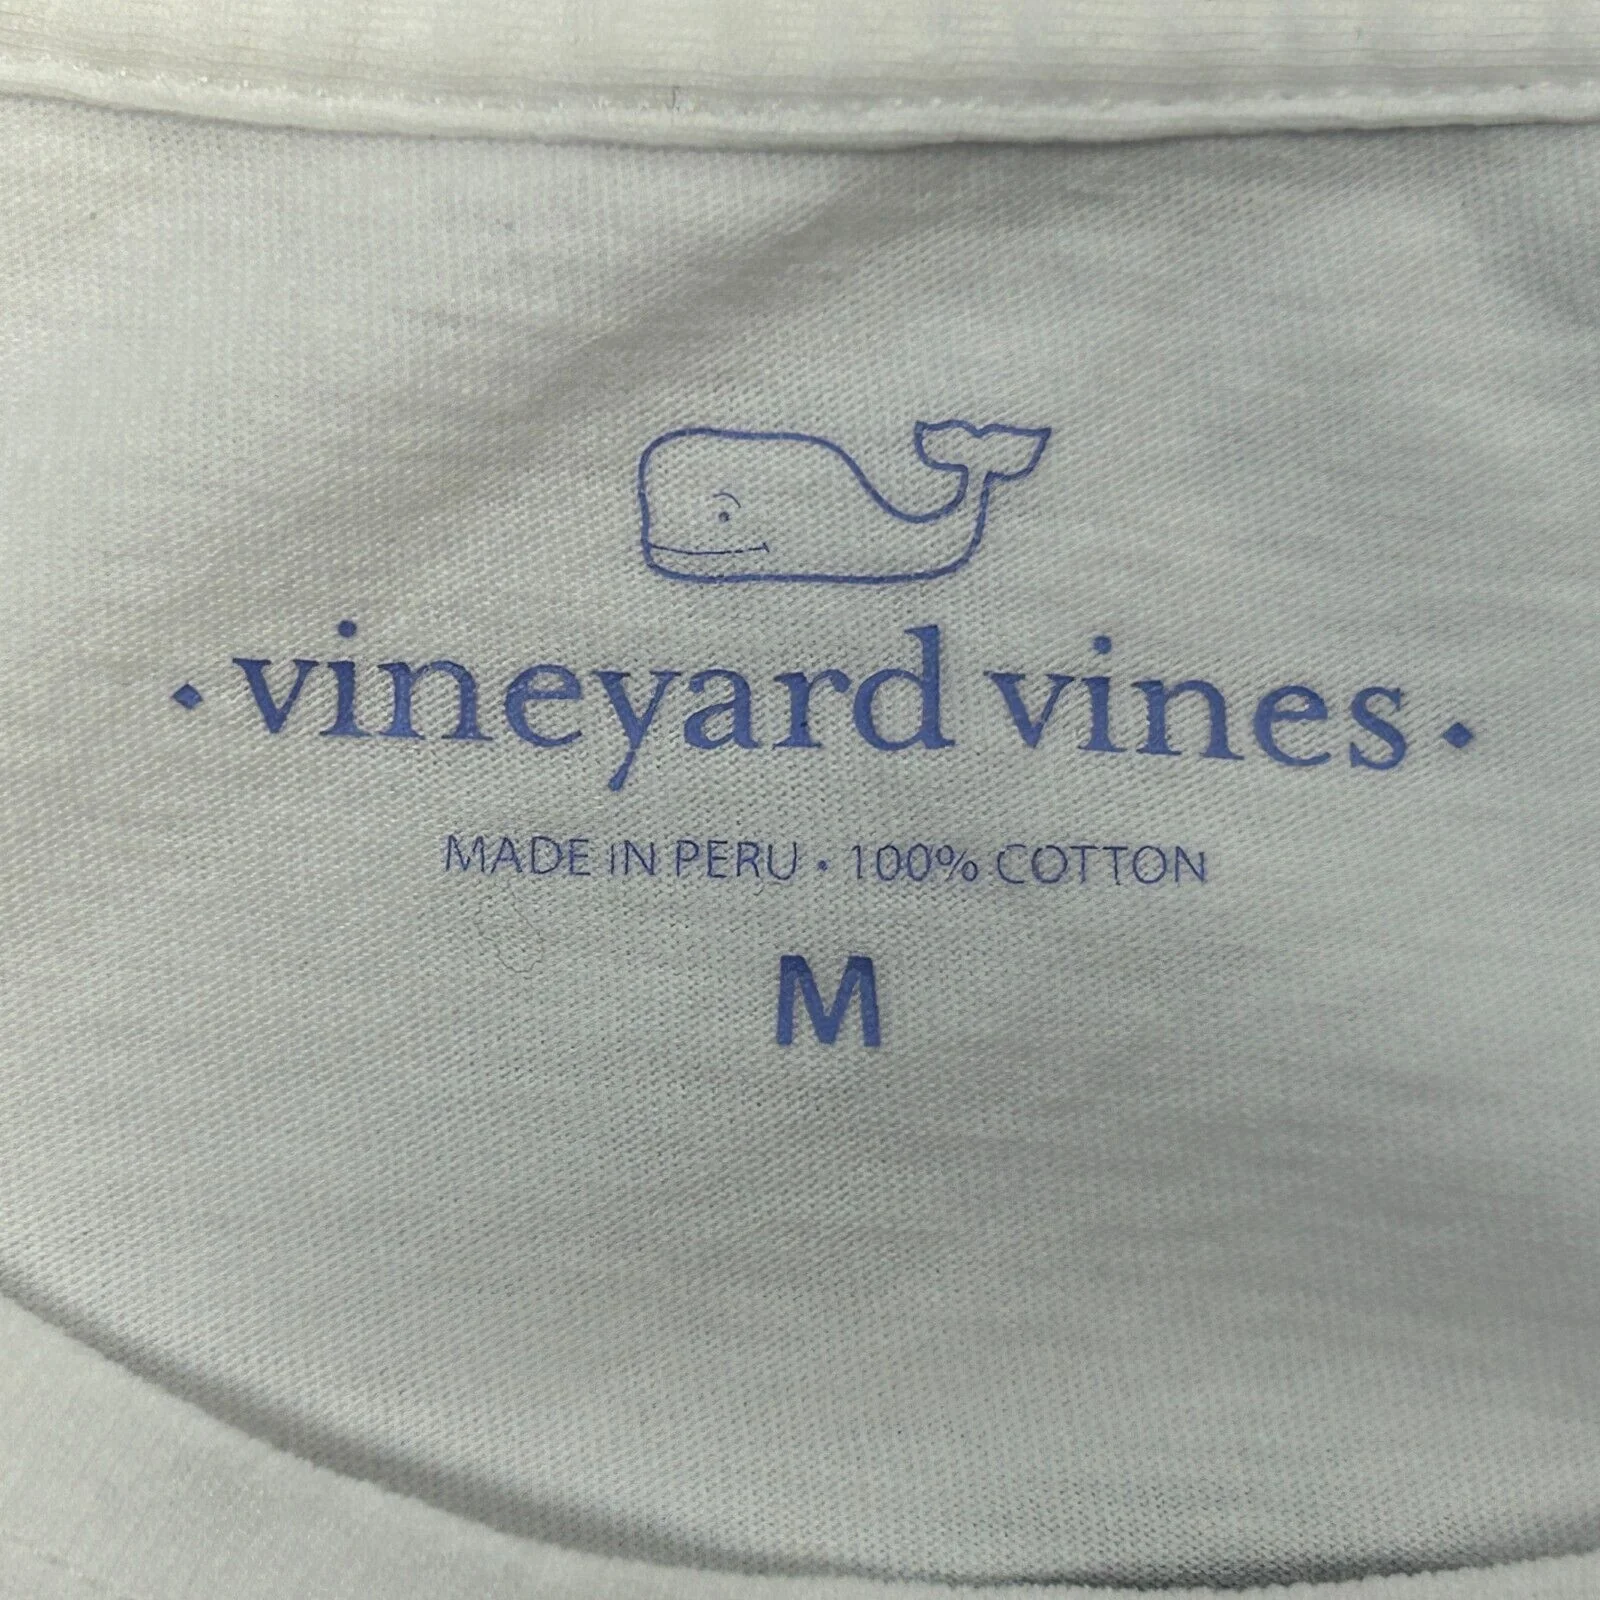 vineyard vines
MADE IN PERU • 100% COTTON
M